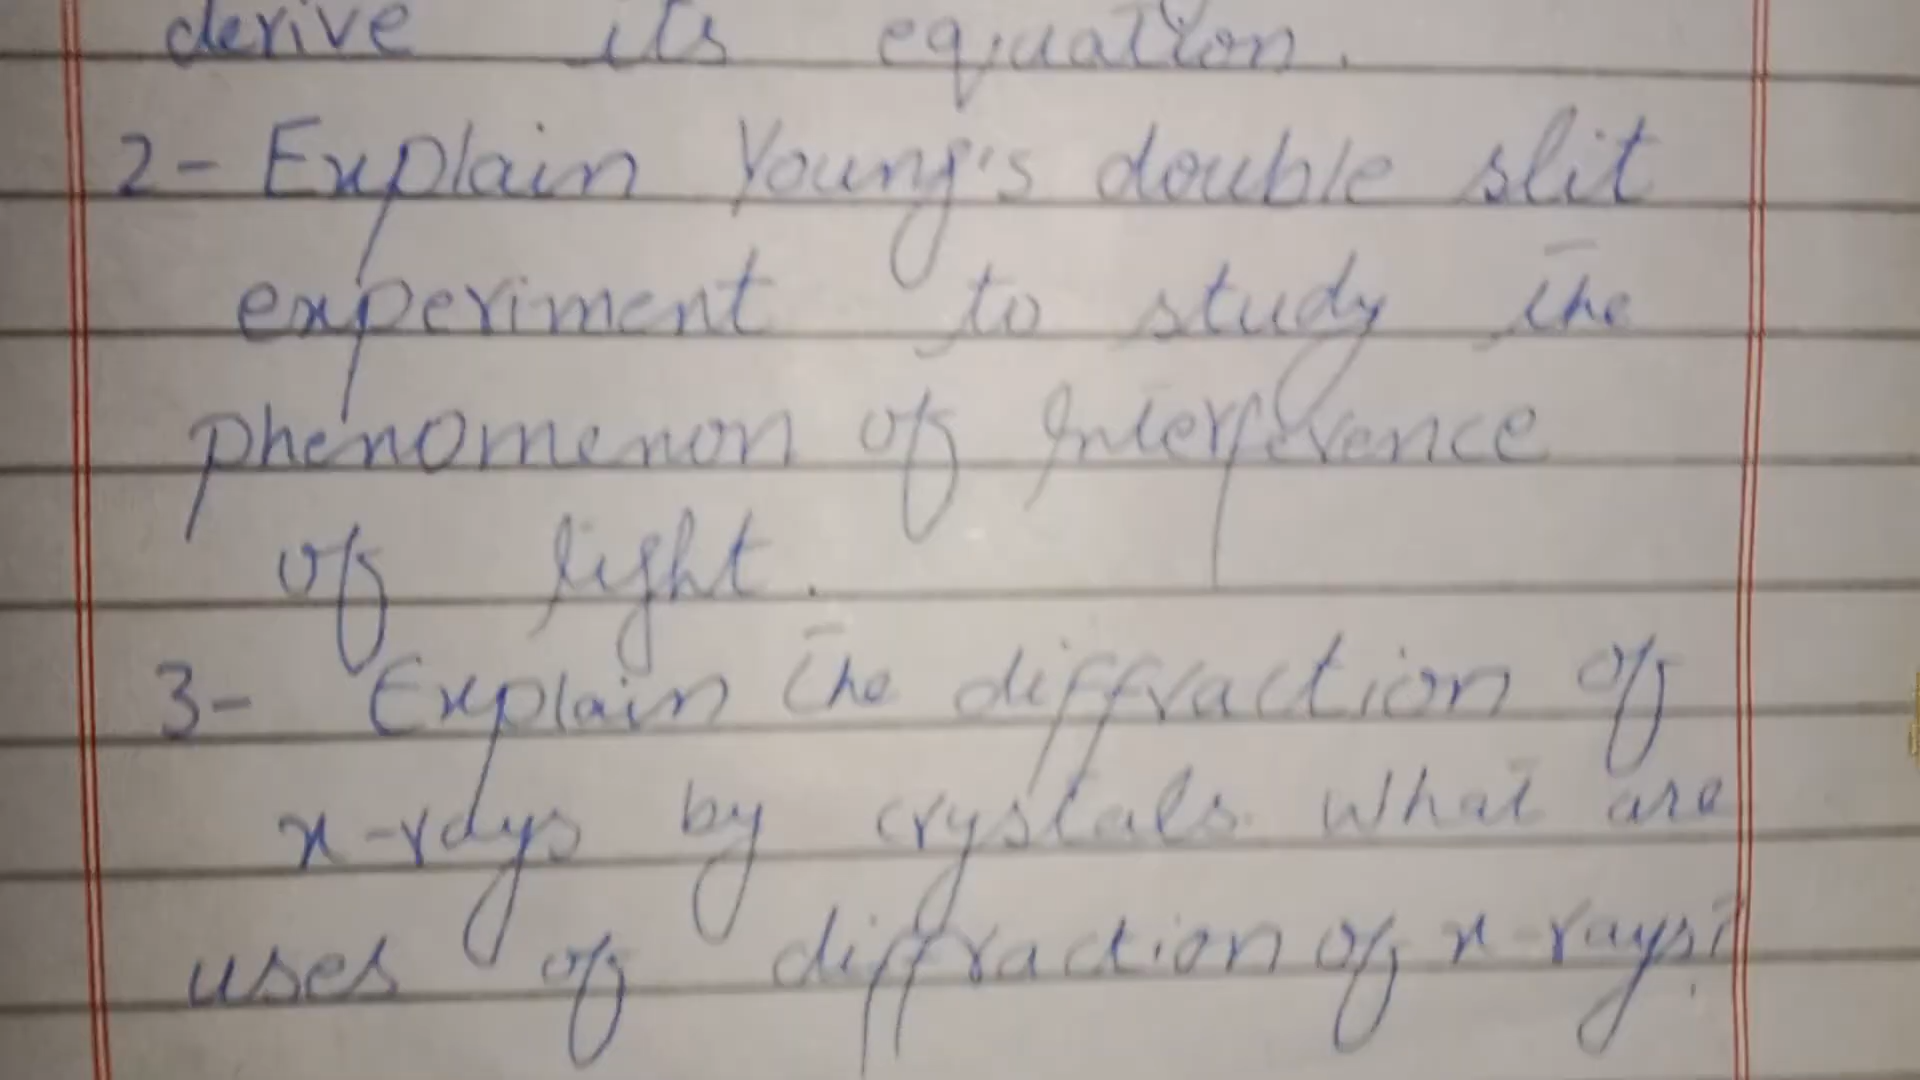 derive its equation.
2- Explain Young's double slit
experiment to study the
phenomenon of Interference
of light.
3- Explain the diffraction of
x-rays by crystals. What are
uses of diffraction of x-rays?